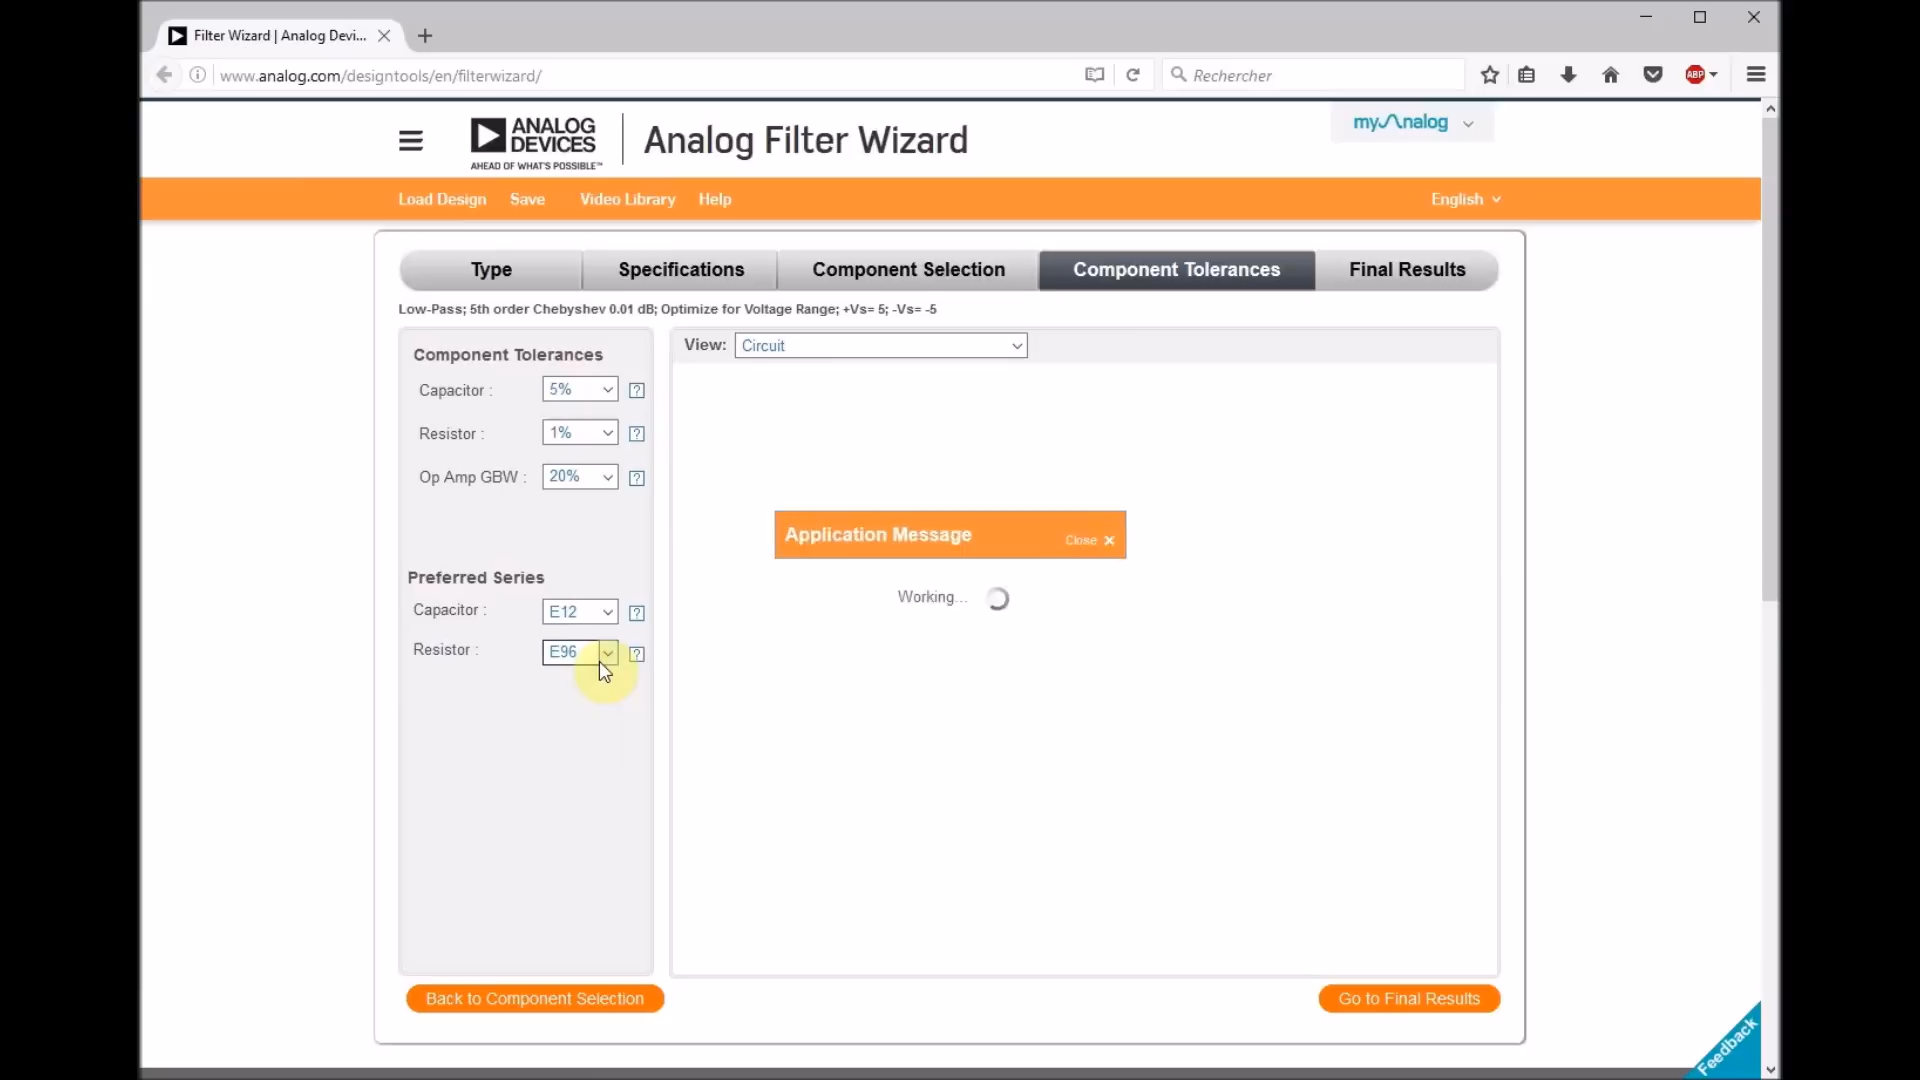 Filter Wizard | Analog Devi...
www.analog.com/designtools/en/filterwizard/
Rechercher
ABP
ANALOG DEVICES
AHEAD OF WHAT'S POSSIBLE™
Analog Filter Wizard
myAnalog
Load Design Save Video Library Help English
Type Specifications Component Selection Component Tolerances Final Results
Low-Pass; 5th order Chebyshev 0.01 dB; Optimize for Voltage Range; +Vs= 5; -Vs= -5
Component Tolerances
Capacitor : 5% ?
Resistor : 1% ?
Op Amp GBW : 20% ?
Preferred Series
Capacitor : E12 ?
Resistor : E96 ?
View: Circuit
Application Message Close ×
Working...
Back to Component Selection Go to Final Results
Feedback